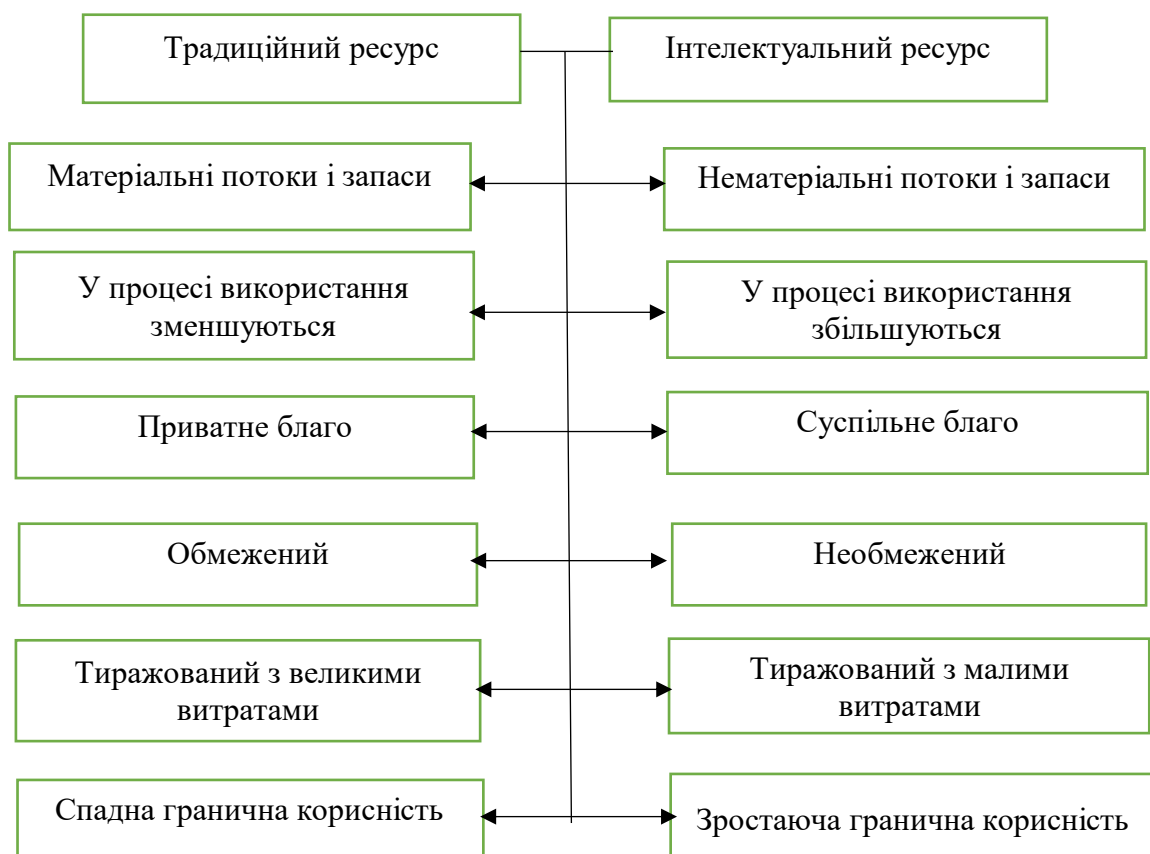 Традиційний ресурс
Інтелектуальний ресурс
Матеріальні потоки і запаси
Нематеріальні потоки і запаси
У процесі використання
зменшуються
У процесі використання
збільшуються
Приватне благо
Суспільне благо
Обмежений
Необмежений
Тиражований з великими
витратами
Тиражований з малими
витратами
Спадна гранична корисність
Зростаюча гранична корисність